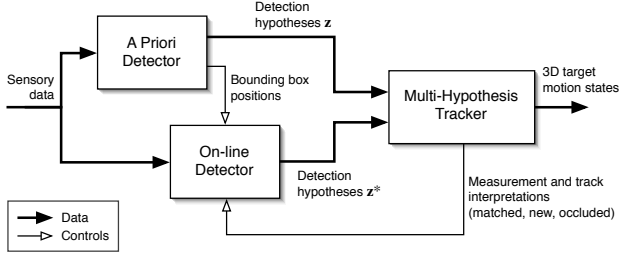 Detection
hypotheses z
A Priori
Detector
Sensory
data
Bounding box
positions
Multi-Hypothesis
Tracker
3D target
motion states
On-line
Detector
Detection
hypotheses z*
Measurement and track
interpretations
(matched, new, occluded)
Data
Controls